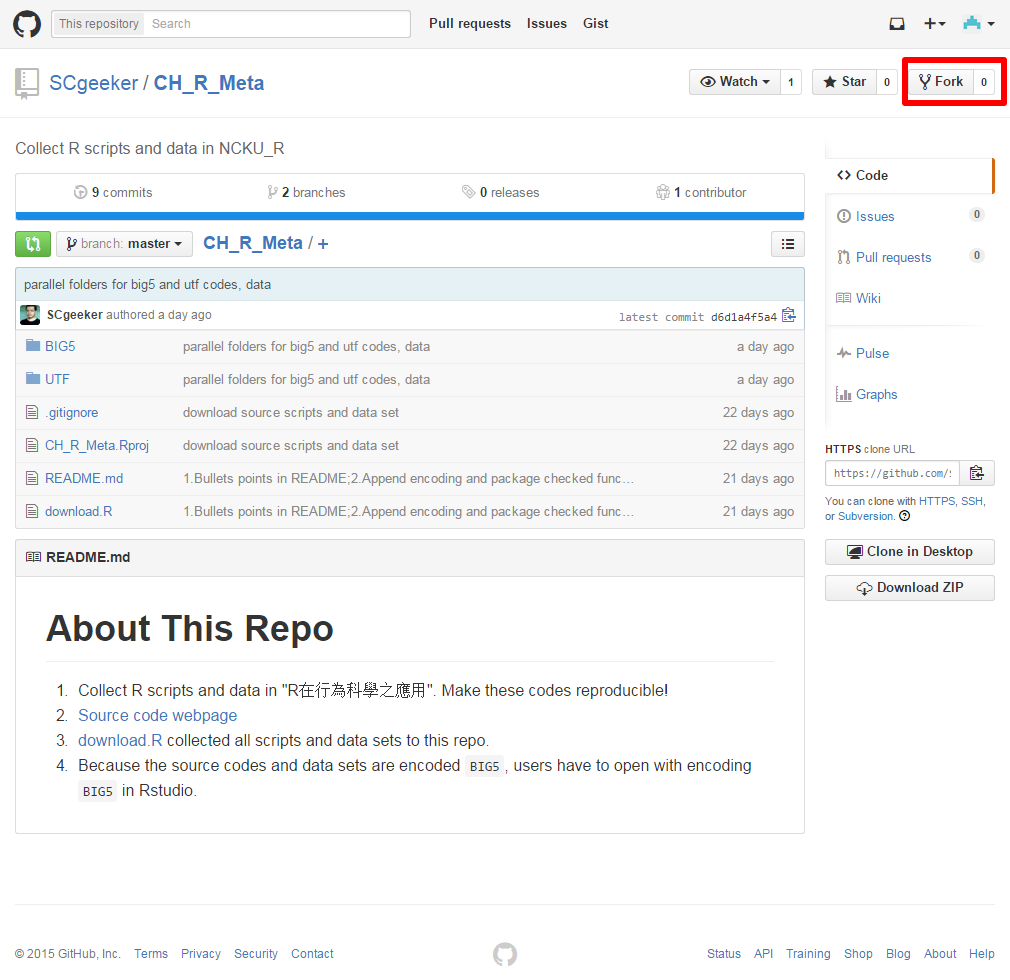 This repository Search Pull requests Issues Gist
SCgeeker / CH_R_Meta Watch 1 Star 0 Fork 0
Collect R scripts and data in NCKU_R
9 commits 2 branches 0 releases 1 contributor
branch: master CH_R_Meta / +
parallel folders for big5 and utf codes, data
SCgeeker authored a day ago latest commit d6d1a4f5a4
BIG5 parallel folders for big5 and utf codes, data a day ago
UTF parallel folders for big5 and utf codes, data a day ago
.gitignore download source scripts and data set 22 days ago
CH_R_Meta.Rproj download source scripts and data set 22 days ago
README.md 1.Bullets points in README;2.Append encoding and package checked func… 21 days ago
download.R 1.Bullets points in README;2.Append encoding and package checked func… 21 days ago
README.md
About This Repo
1. Collect R scripts and data in "R在行為科學之應用". Make these codes reproducible!
2. Source code webpage
3. download.R collected all scripts and data sets to this repo.
4. Because the source codes and data sets are encoded BIG5 , users have to open with encoding
BIG5 in Rstudio.
Code
Issues 0
Pull requests 0
Wiki
Pulse
Graphs
HTTPS clone URL
https://github.com/
You can clone with HTTPS, SSH,
or Subversion.
Clone in Desktop
Download ZIP
© 2015 GitHub, Inc. Terms Privacy Security Contact Status API Training Shop Blog About Help